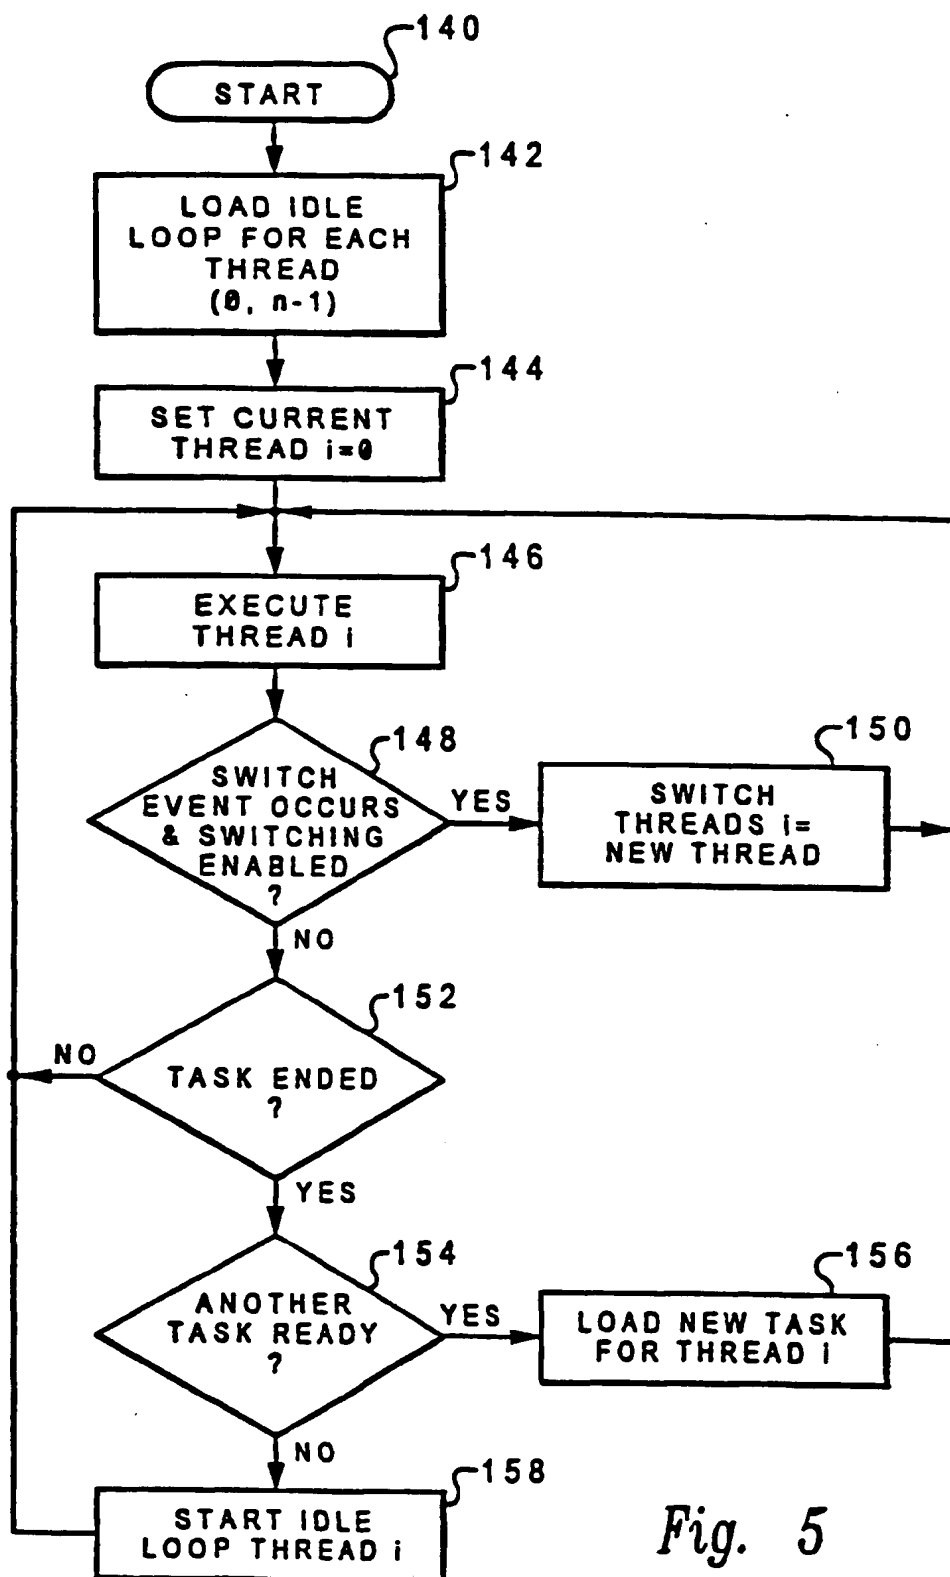 140
START
142
LOAD IDLE
LOOP FOR EACH
THREAD
(0, n-1)
144
SET CURRENT
THREAD i=0
146
EXECUTE
THREAD i
148
SWITCH
EVENT OCCURS
& SWITCHING
ENABLED
?
YES
150
SWITCH
THREADS i=
NEW THREAD
NO
152
TASK ENDED
?
NO
YES
154
ANOTHER
TASK READY
?
YES
156
LOAD NEW TASK
FOR THREAD i
NO
158
START IDLE
LOOP THREAD i
Fig. 5